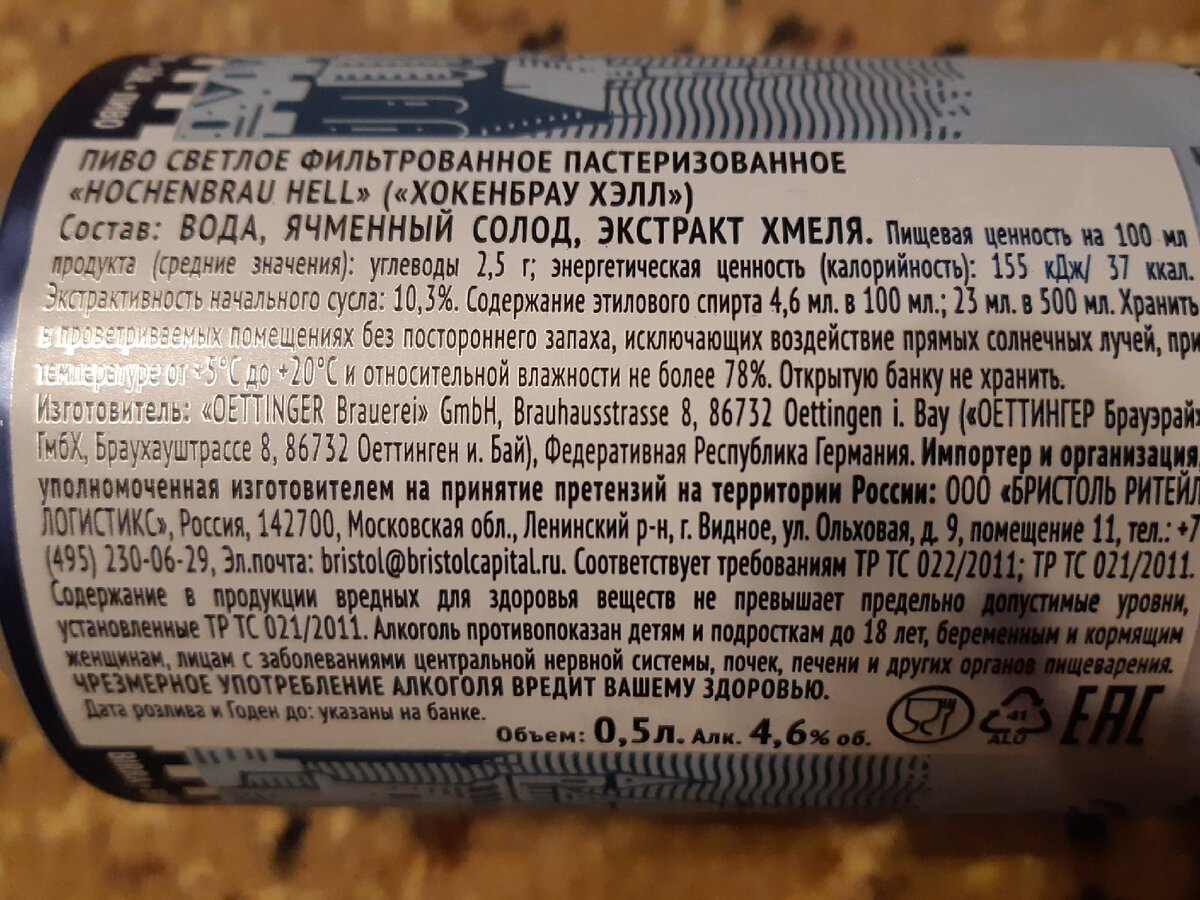 ПИВО
ПИВО СВЕТЛОЕ ФИЛЬТРОВАННОЕ ПАСТЕРИЗОВАННОЕ
«HOCHENBRAU HELL» («ХОКЕНБРАУ ХЭЛЛ»)
Состав: ВОДА, ЯЧМЕННЫЙ СОЛОД, ЭКСТРАКТ ХМЕЛЯ. Пищевая ценность на 100 мл
продукта (средние значения): углеводы 2,5 г; энергетическая ценность (калорийность): 155 кДж/ 37 ккал.
Экстрактивность начального сусла: 10,3%. Содержание этилового спирта 4,6 мл. в 100 мл.; 23 мл. в 500 мл. Хранить
в проветриваемых помещениях без постороннего запаха, исключающих воздействие прямых солнечных лучей, при
температуре от +5°С до +20°С и относительной влажности не более 78%. Открытую банку не хранить.
Изготовитель: «OETTINGER Brauerei» GmbH, Brauhausstrasse 8, 86732 Oettingen i. Bay («ОЕТТИНГЕР Брауэрай»
ГмбХ, Браухауштрассе 8, 86732 Оеттинген и. Бай), Федеративная Республика Германия. Импортер и организация,
уполномоченная изготовителем на принятие претензий на территории России: ООО «БРИСТОЛЬ РИТЕЙЛ
ЛОГИСТИКС», Россия, 142700, Московская обл., Ленинский р-н, г. Видное, ул. Ольховая, д. 9, помещение 11, тел.: +7
(495) 230-06-29, Эл.почта: bristol@bristolcapital.ru. Соответствует требованиям ТР ТС 022/2011; ТР ТС 021/2011.
Содержание в продукции вредных для здоровья веществ не превышает предельно допустимые уровни,
установленные ТР ТС 021/2011. Алкоголь противопоказан детям и подросткам до 18 лет, беременным и кормящим
женщинам, лицам с заболеваниями центральной нервной системы, почек, печени и других органов пищеварения.
ЧРЕЗМЕРНОЕ УПОТРЕБЛЕНИЕ АЛКОГОЛЯ ВРЕДИТ ВАШЕМУ ЗДОРОВЬЮ.
Дата розлива и Годен до: указаны на банке.
Объем: 0,5л. Алк. 4,6% об.
41
ALU
EAC